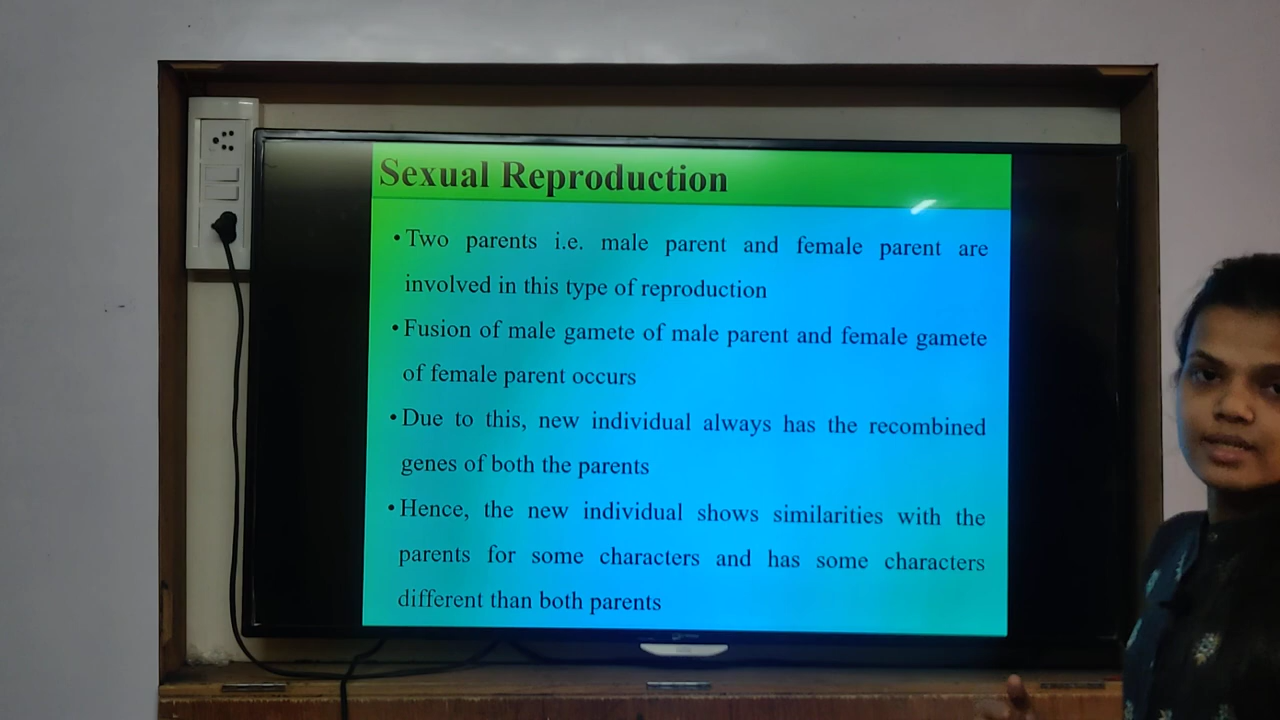 Sexual Reproduction
•Two parents i.e. male parent and female parent are
involved in this type of reproduction
•Fusion of male gamete of male parent and female gamete
of female parent occurs
•Due to this, new individual always has the recombined
genes of both the parents
•Hence, the new individual shows similarities with the
parents for some characters and has some characters
different than both parents